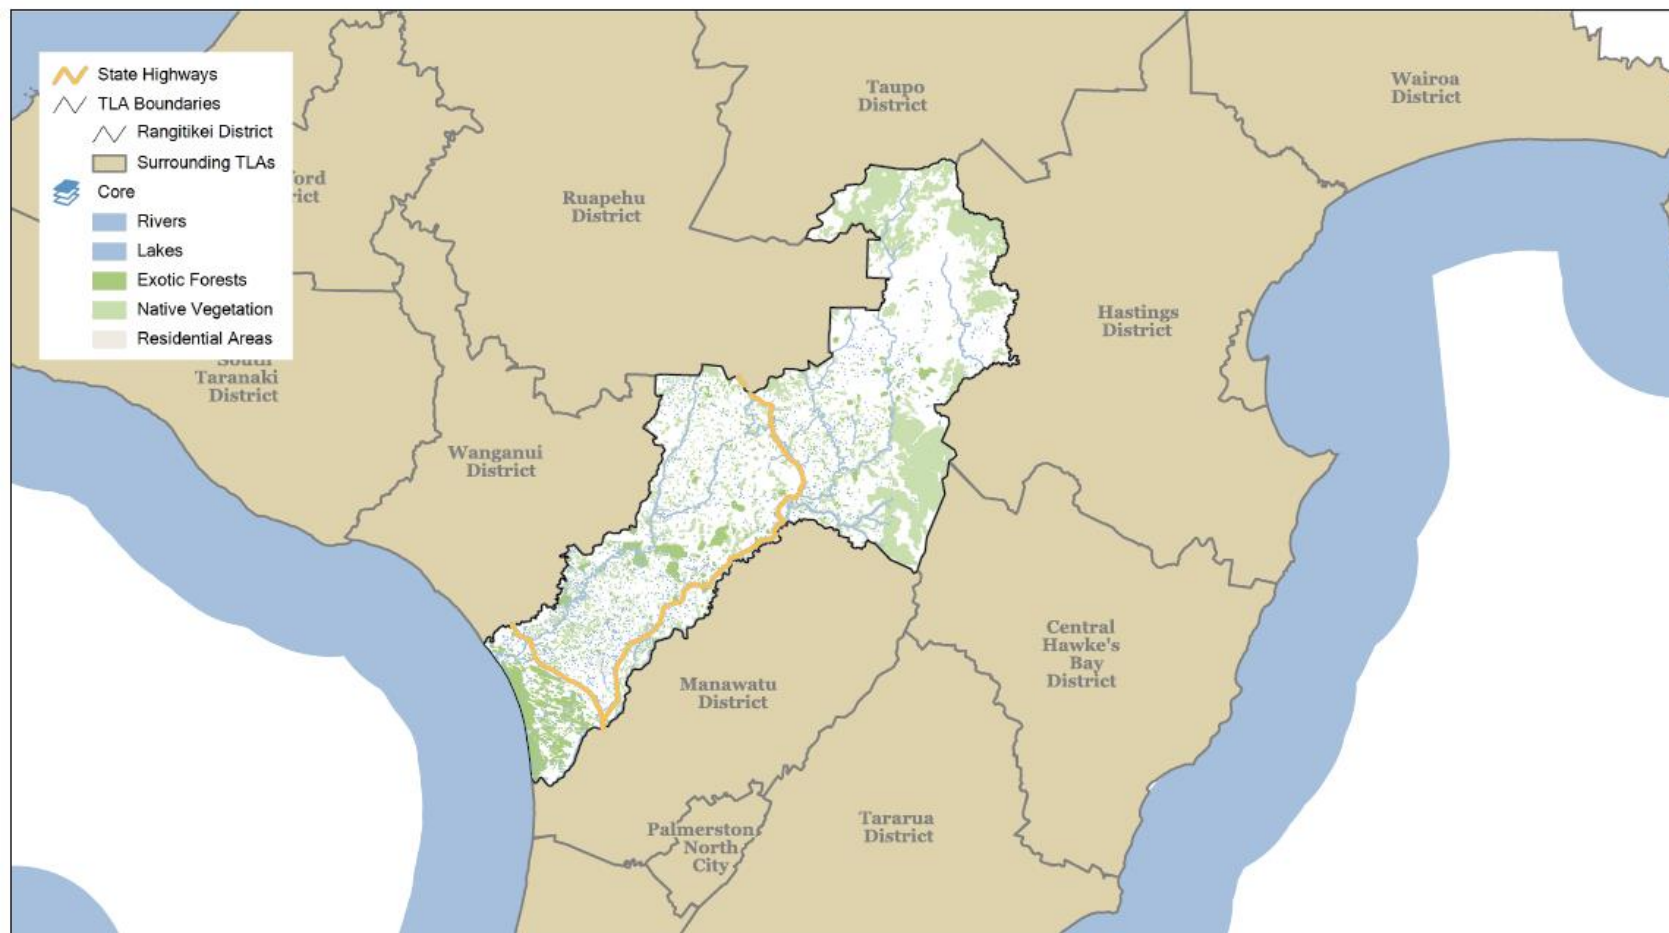 State Highways
TLA Boundaries
Rangitikei District
Surrounding TLAs
Core
Rivers
Lakes
Exotic Forests
Native Vegetation
Residential Areas
Taupo
District
Wairoa
District
Ruapehu
District
Hastings
District
South
Taranaki
District
Wanganui
District
Central
Hawke's
Bay
District
Manawatu
District
Palmerston
North
City
Tararua
District